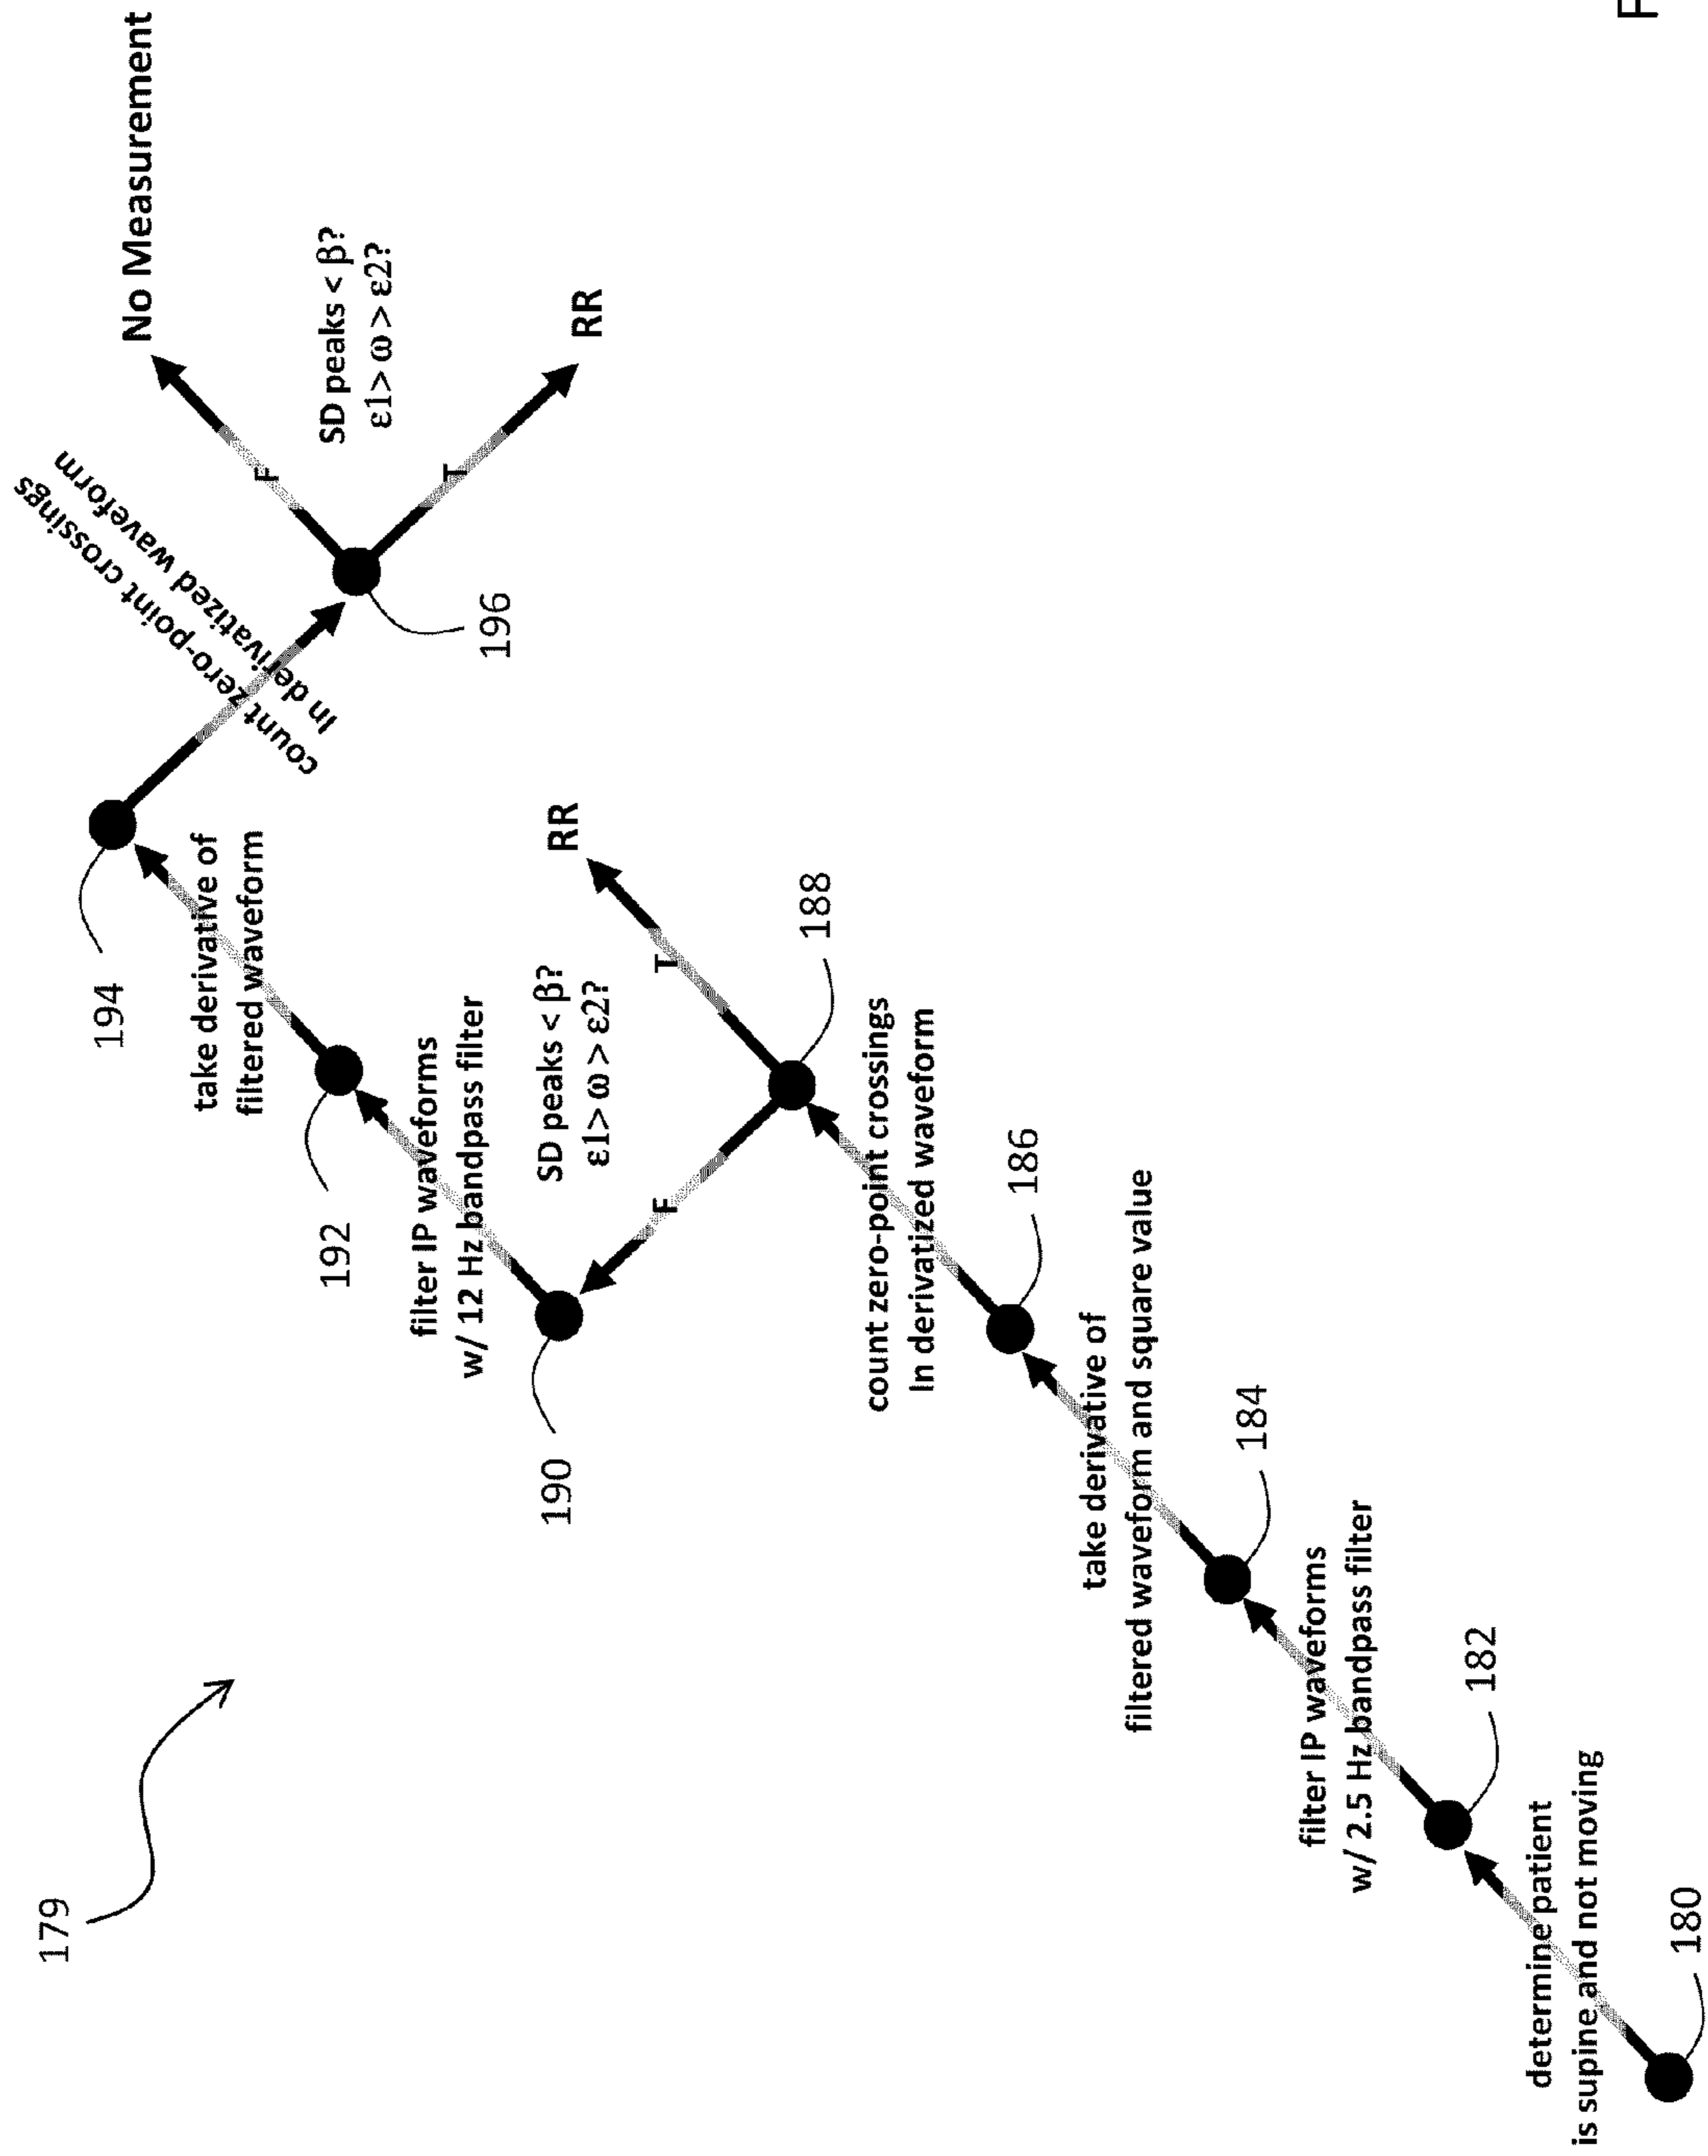 179
180
determine patient
is supine and not moving
182
filter IP waveforms
w/ 2.5 Hz bandpass filter
184
take derivative of
filtered waveform and square value
186
count zero-point crossings
In derivatized waveform
188
SD peaks < β?
ε1> ω > ε2?
T
RR
F
190
filter IP waveforms
w/ 12 Hz bandpass filter
192
take derivative of
filtered waveform
194
count zero-point crossings
In derivatized waveform
196
SD peaks < β?
ε1> ω > ε2?
F
No Measurement
T
RR
F